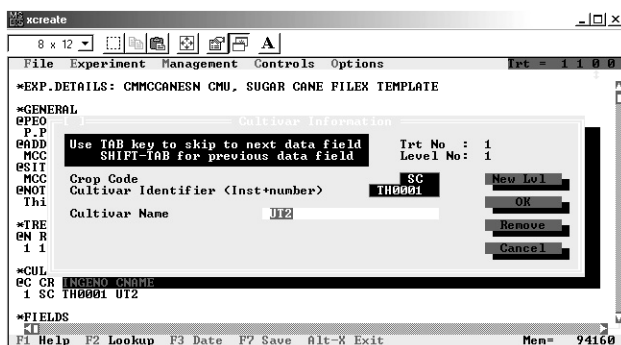 xcreate
8 x 12
A
File Experiment Management Controls Options Trt = 1 1 0 0
*EXP.DETAILS: CMMCCANESN CMU, SUGAR CANE FILEX TEMPLATE
*GENERAL
@PEO
P.P
@ADD
MCC
@SIT
MCC
@NOT
Thi
*TRE
@N R
1 1
Cultivar Information
Use TAB key to skip to next data field
SHIFT-TAB for previous data field
Trt No : 1
Level No: 1
Crop Code SC
Cultivar Identifier (Inst+number) TH0001
Cultivar Name UT2
New Lvl
OK
Remove
Cancel
*CUL
@C CR INGENO CNAME
1 SC TH0001 UT2
*FIELDS
F1 Help F2 Lookup F3 Date F7 Save Alt-X Exit Mem= 94160